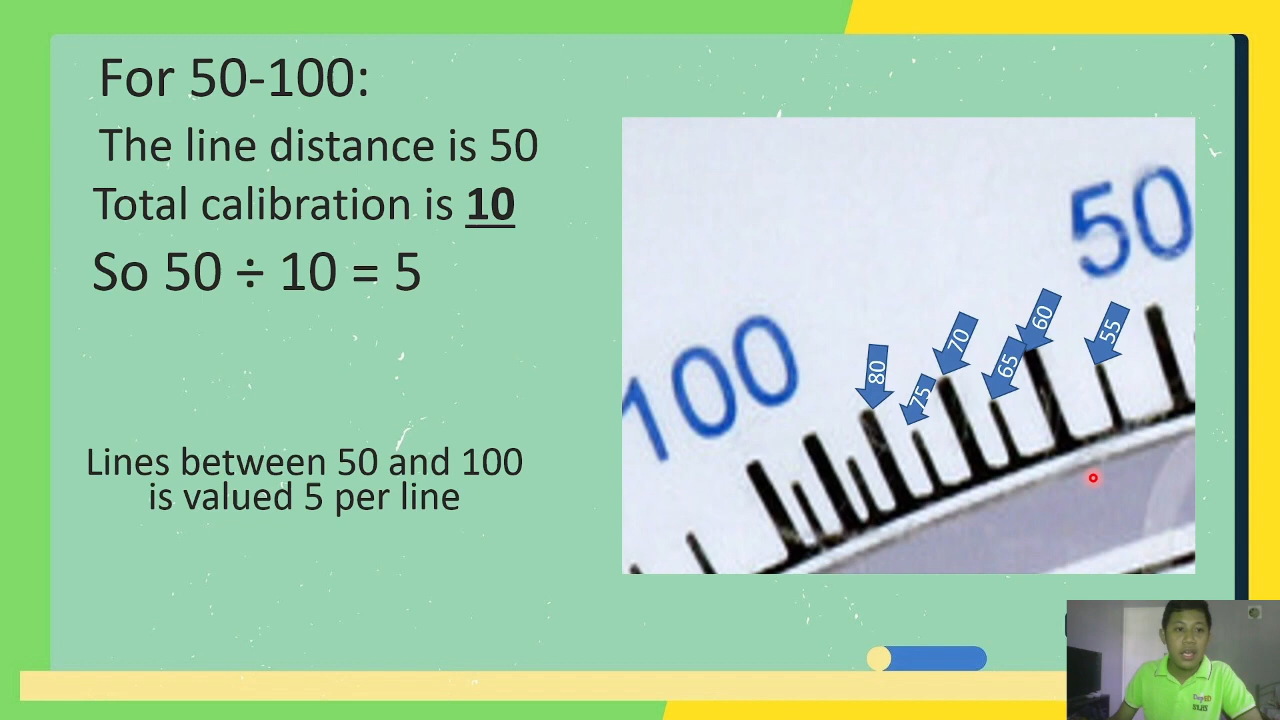 For 50-100:
The line distance is 50
Total calibration is 10
So 50 ÷ 10 = 5
Lines between 50 and 100
is valued 5 per line
50
100
80
75
70
65
60
55